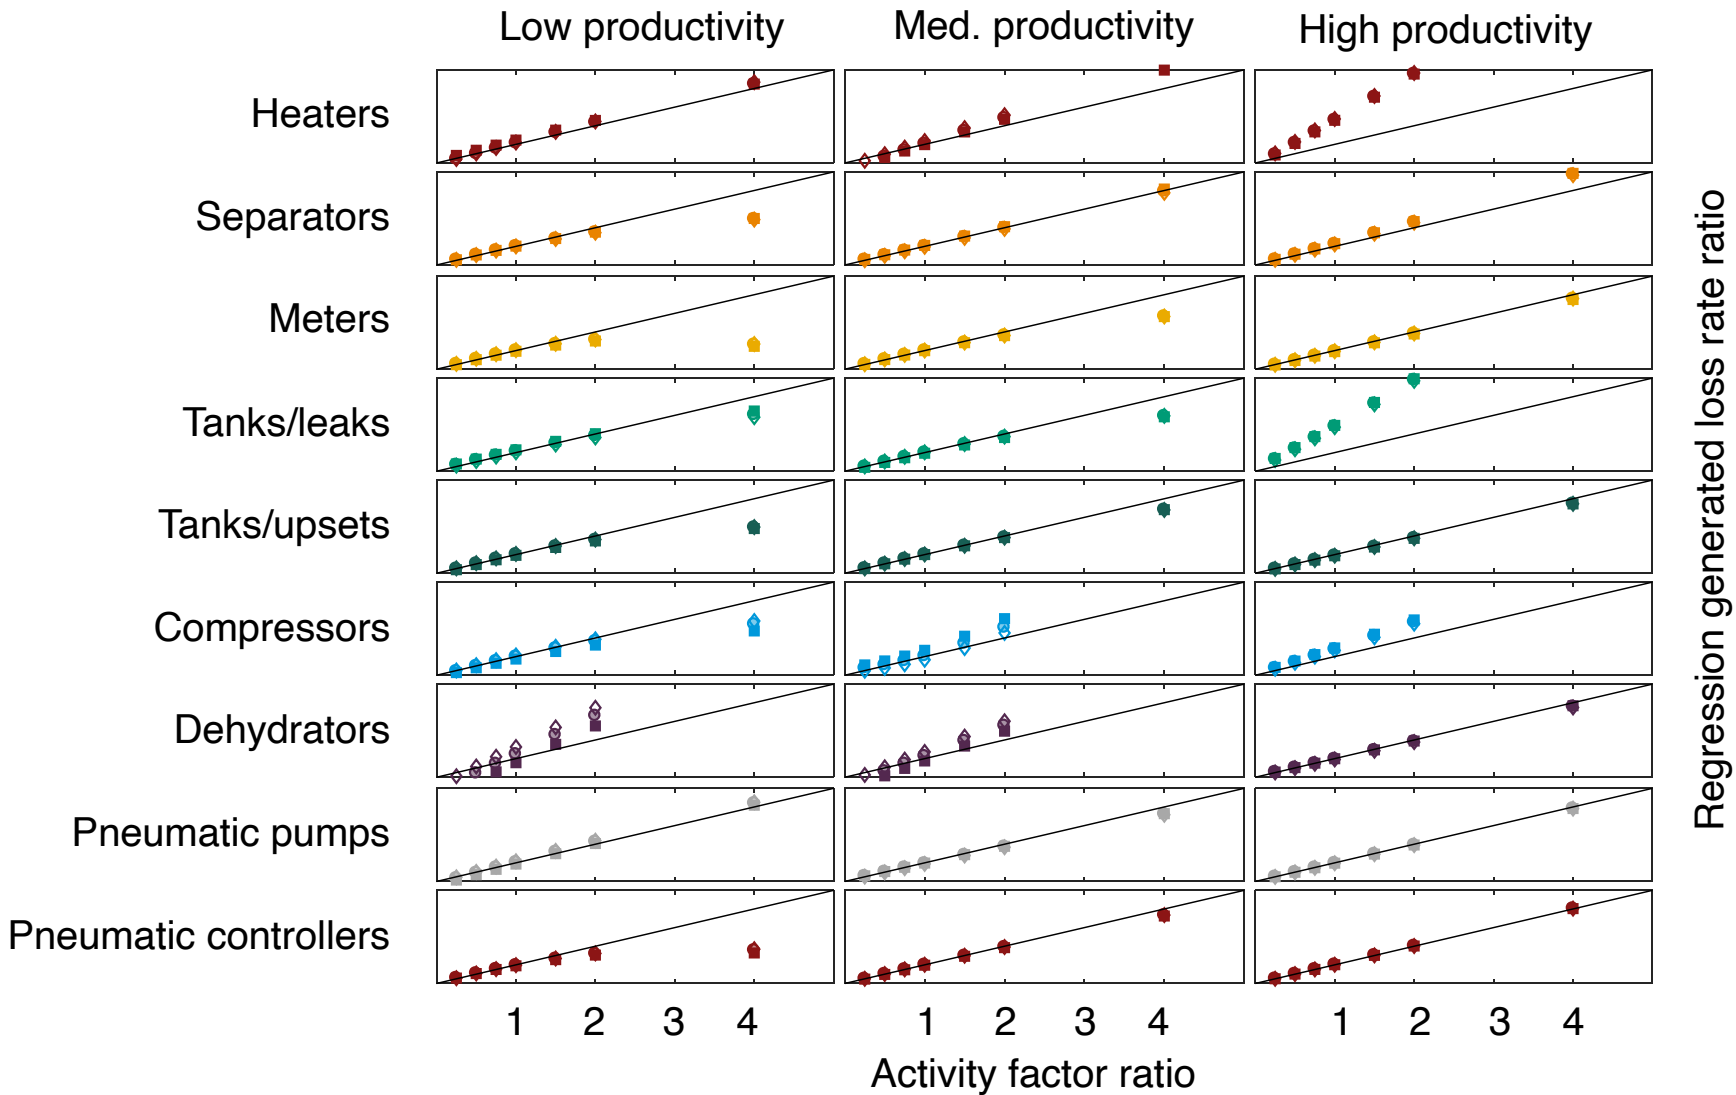 Low productivity Med. productivity High productivity
Heaters
Separators
Meters
Tanks/leaks
Tanks/upsets
Compressors
Dehydrators
Pneumatic pumps
Pneumatic controllers
Regression generated loss rate ratio
1 2 3 4 1 2 3 4 1 2 3 4
Activity factor ratio